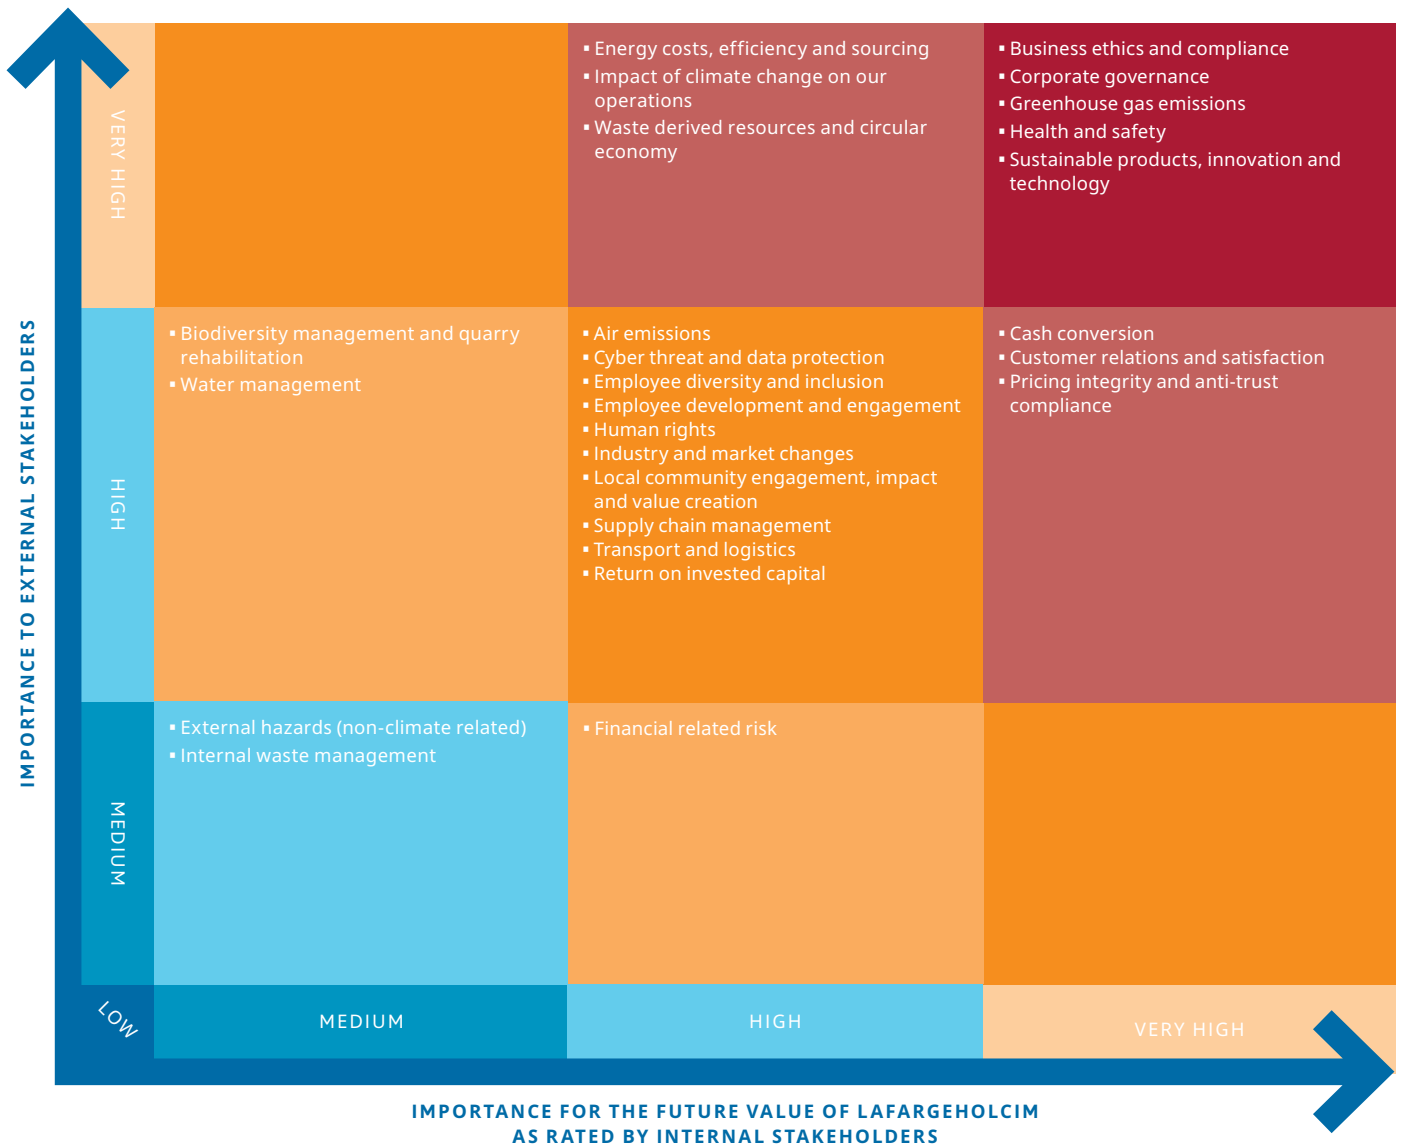 IMPORTANCE TO EXTERNAL STAKEHOLDERS
VERY HIGH
▪ Energy costs, efficiency and sourcing
▪ Impact of climate change on our
operations
▪ Waste derived resources and circular
economy
▪ Business ethics and compliance
▪ Corporate governance
▪ Greenhouse gas emissions
▪ Health and safety
▪ Sustainable products, innovation and
technology
HIGH
▪ Biodiversity management and quarry
rehabilitation
▪ Water management
▪ Air emissions
▪ Cyber threat and data protection
▪ Employee diversity and inclusion
▪ Employee development and engagement
▪ Human rights
▪ Industry and market changes
▪ Local community engagement, impact
and value creation
▪ Supply chain management
▪ Transport and logistics
▪ Return on invested capital
▪ Cash conversion
▪ Customer relations and satisfaction
▪ Pricing integrity and anti-trust
compliance
MEDIUM
▪ External hazards (non-climate related)
▪ Internal waste management
▪ Financial related risk
LOW
MEDIUM
HIGH
VERY HIGH
IMPORTANCE FOR THE FUTURE VALUE OF LAFARGEHOLCIM
AS RATED BY INTERNAL STAKEHOLDERS